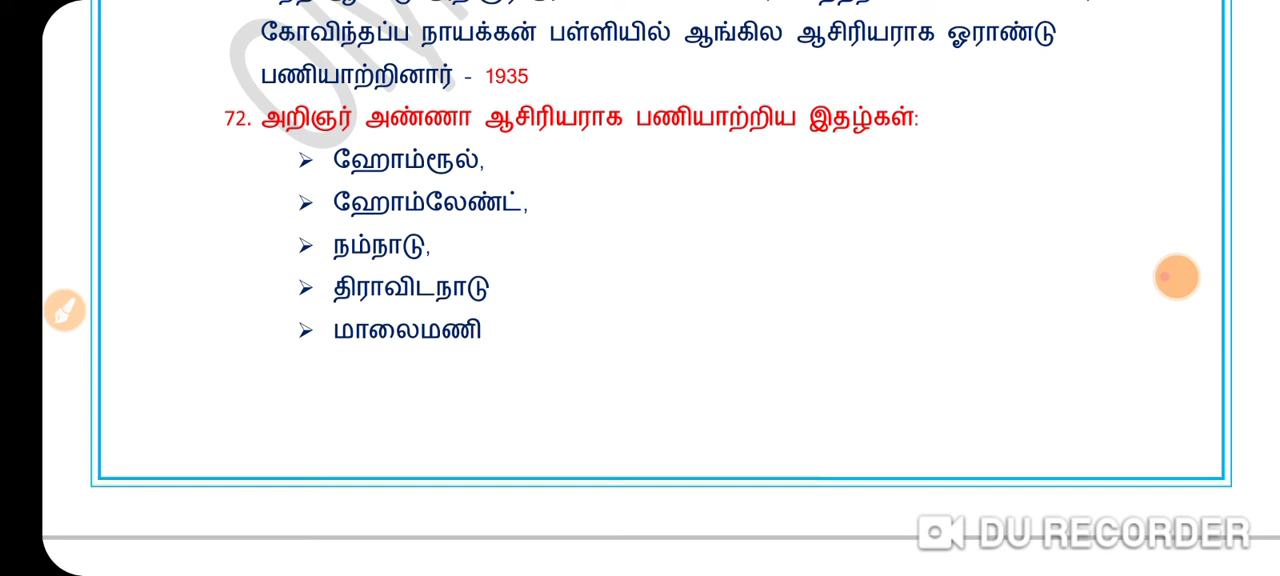 கோவிந்தப்ப நாயக்கன் பள்ளியில் ஆங்கில ஆசிரியராக ஓராண்டு
பணியாற்றினார் - 1935
72. அறிஞர் அண்ணா ஆசிரியராக பணியாற்றிய இதழ்கள்:
➢ ஹோம்ரூல்,
➢ ஹோம்லேண்ட்,
➢ நம்நாடு,
➢ திராவிடநாடு
➢ மாலைமணி
DU RECORDER